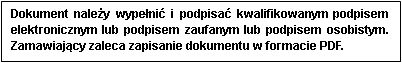 Dokument należy wypełnić i podpisać kwalifikowanym podpisem
elektronicznym lub podpisem zaufanym lub podpisem osobistym.
Zamawiający zaleca zapisanie dokumentu w formacie PDF.